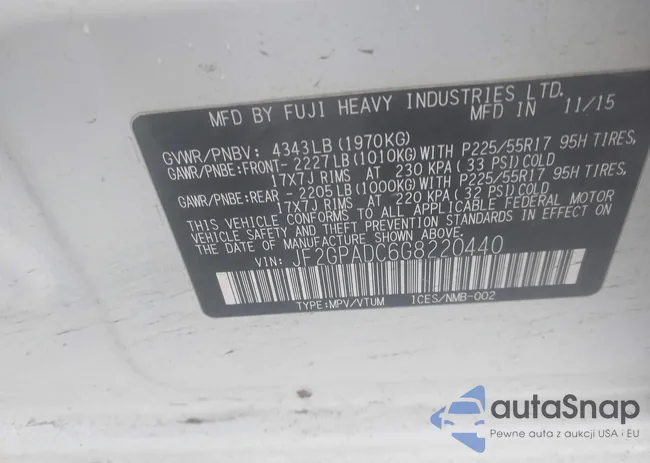 MFD BY FUJI HEAVY INDUSTRIES LTD.
MFD IN 11/15
GVWR/PNBV: 4343LB(1970KG)
GAWR/PNBE:FRONT-2227LB(1010KG)WITH P225/55R17 95H TIRES,
17X7J RIMS AT 230 KPA(33 PSI)COLD
GAWR/PNBE:REAR -2205LB(1000KG)WITH P225/55R17 95H TIRES,
17X7J RIMS AT 220 KPA(32 PSI)COLD
THIS VEHICLE CONFORMS TO ALL APPLICABLE FEDERAL MOTOR
VEHICLE SAFETY AND THEFT PREVENTION STANDARDS IN EFFECT ON
THE DATE OF MANUFACTURE SHOWN ABOVE.
VIN: JF2GPADC6G8220440
TYPE:MPV/VTUM ICES/NMB-002
autaSnap
Pewne auta z aukcji USA i EU